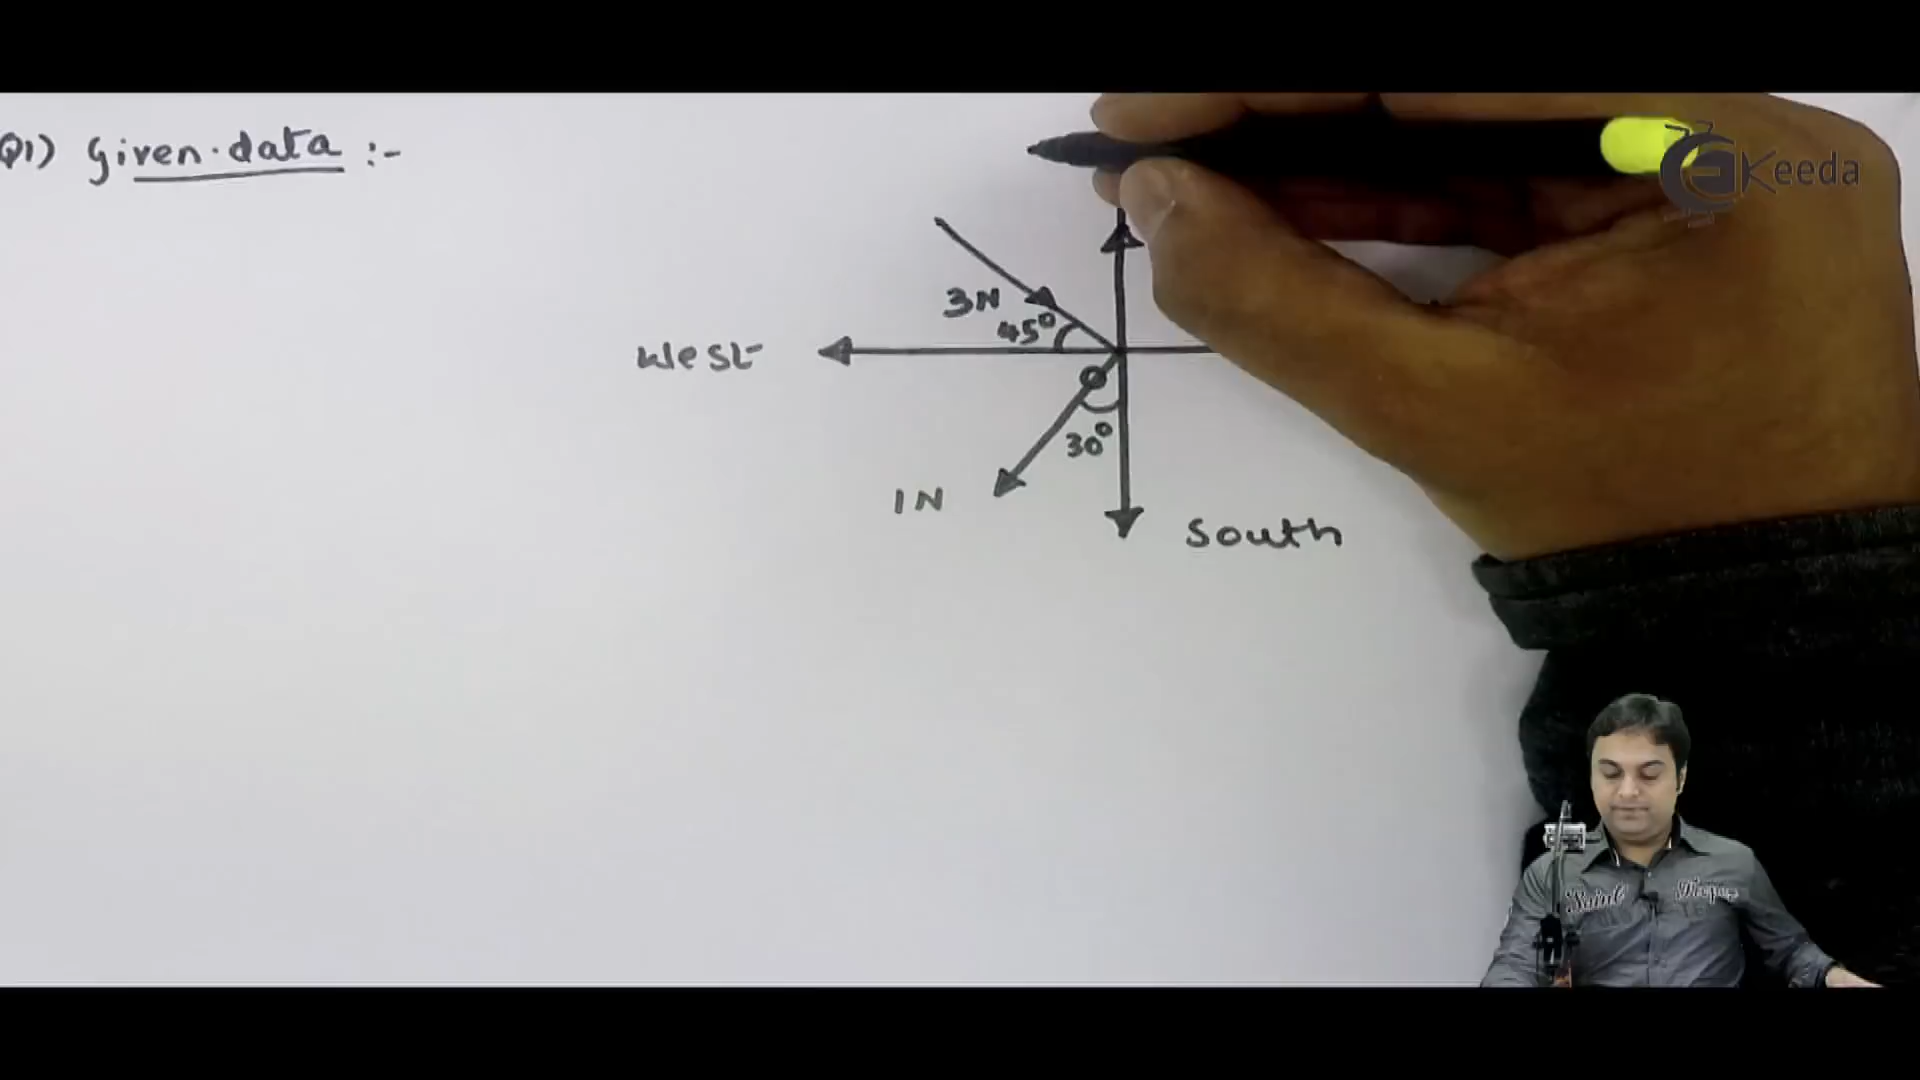 Q1) Given data :-
Keeda
3N
45°
West
30°
1N
South